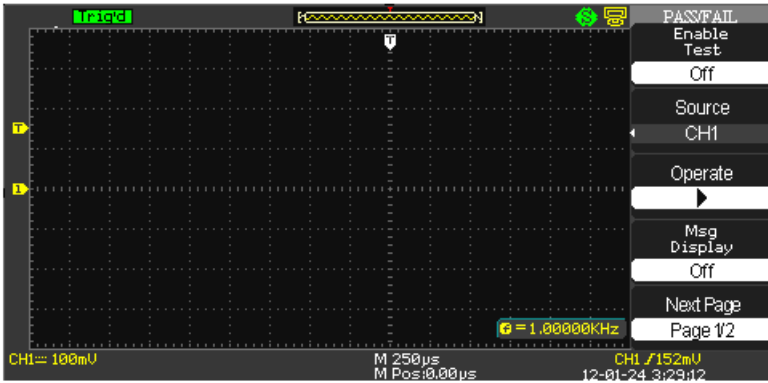 Trig'd
PASS/FAIL
Enable
Test
Off
Source
CH1
Operate
Msg
Display
Off
Next Page
Page 1/2
T
T
1
f = 1.00000KHz
CH1 100mV
M 250µs
CH1 152mV
M Pos:0.00µs
12-01-24 3:29:12